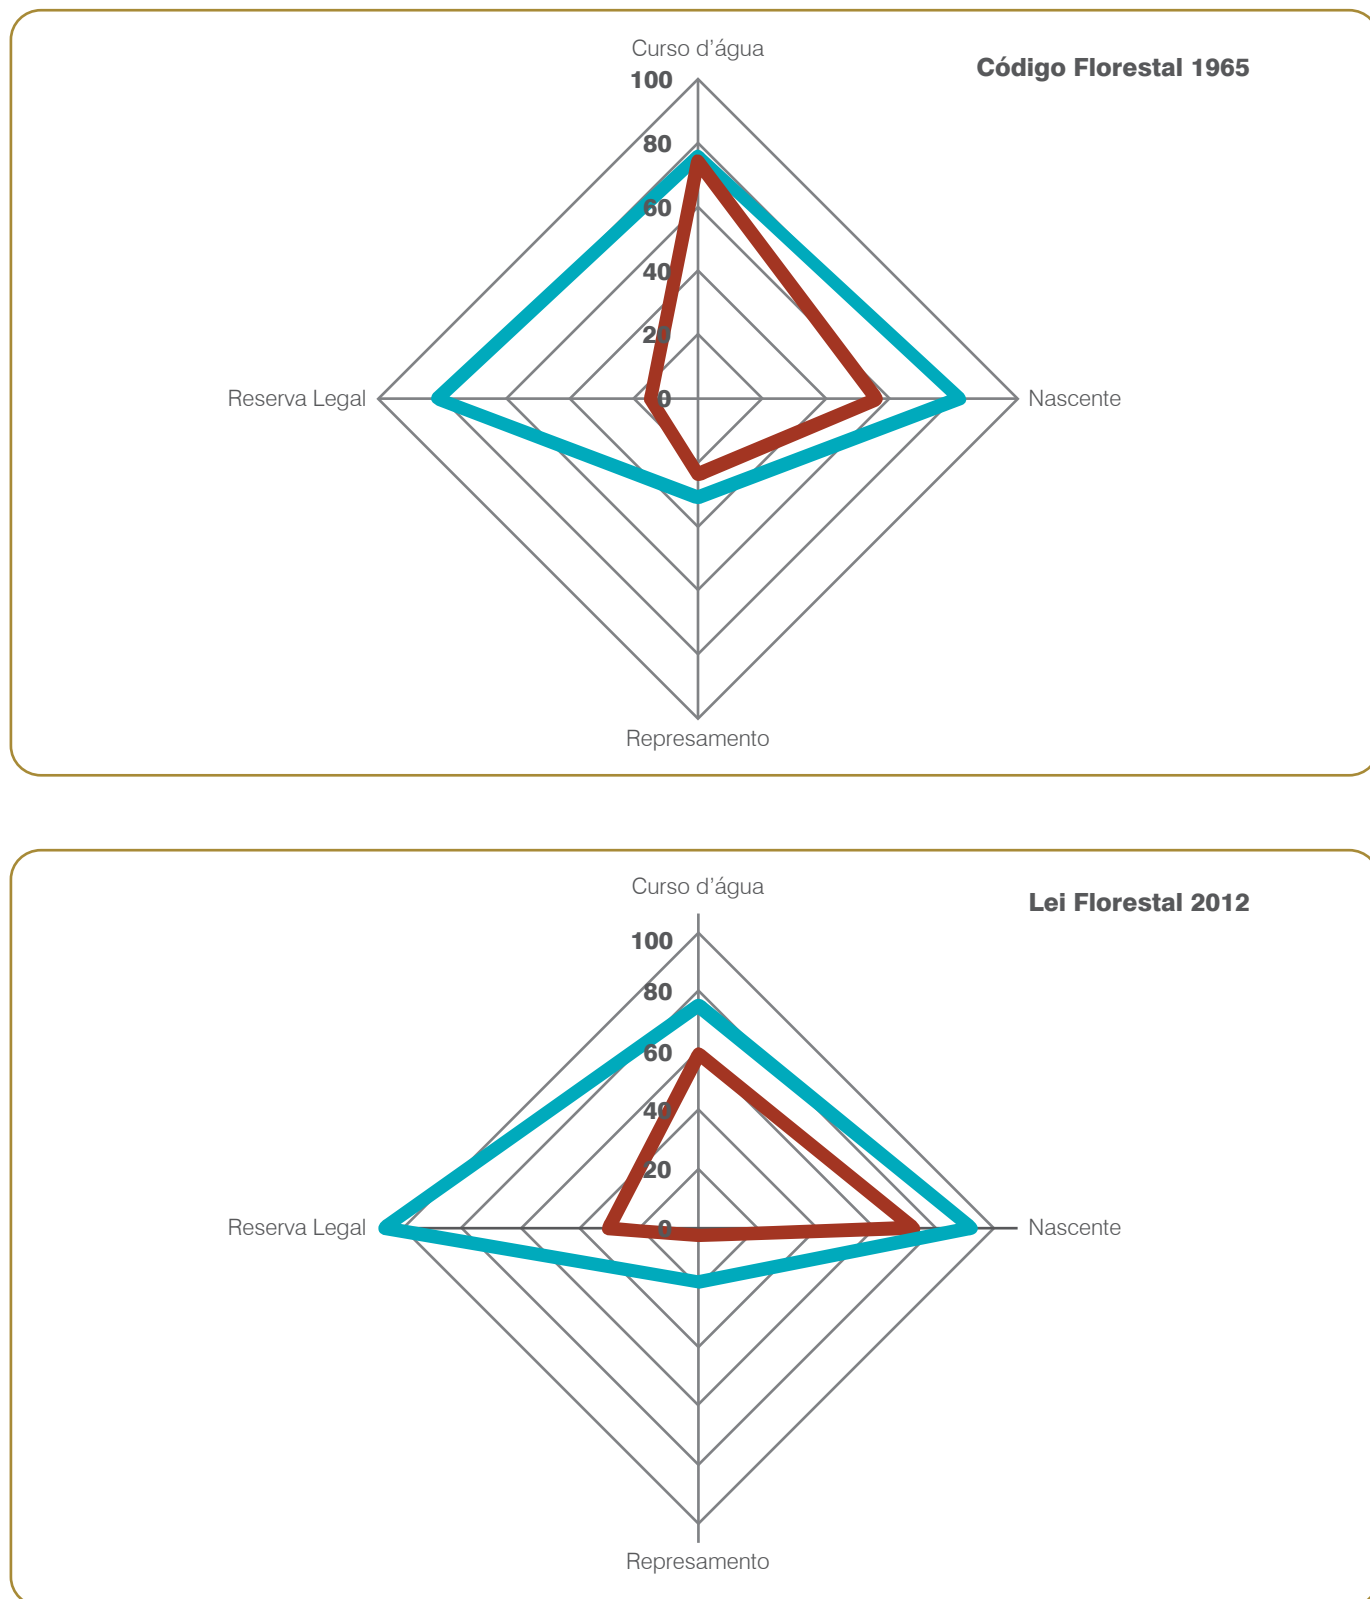 Curso d’água
Código Florestal 1965
100
80
60
40
20
0
Reserva Legal
Nascente
Represamento
Curso d’água
Lei Florestal 2012
100
80
60
40
20
0
Reserva Legal
Nascente
Represamento